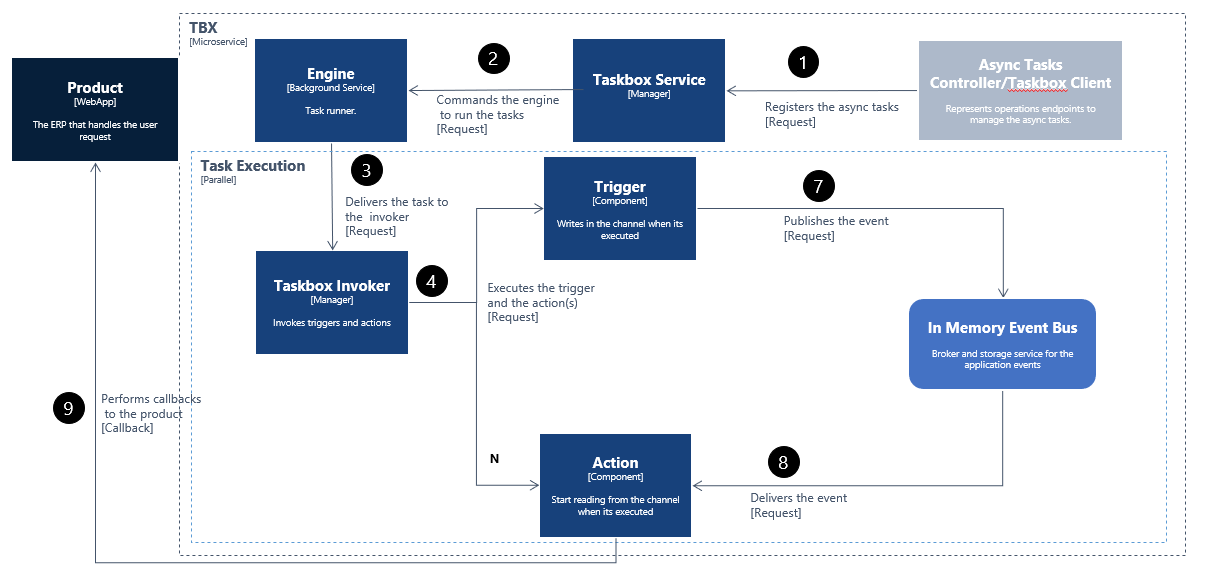 TBX
[Microservice]
Product
[WebApp]
The ERP that handles the user
request
Engine
[Background Service]
Task runner.
2
Commands the engine
to run the tasks
[Request]
Taskbox Service
[Manager]
1
Registers the async tasks
[Request]
Async Tasks
Controller/Taskbox Client
Represents operations endpoints to
manage the async tasks.
Task Execution
[Parallel]
3
Delivers the task to
the invoker
[Request]
Trigger
[Component]
Writes in the channel when its
executed
7
Publishes the event
[Request]
Taskbox Invoker
[Manager]
Invokes triggers and actions
4
Executes the trigger
and the action(s)
[Request]
In Memory Event Bus
Broker and storage service for the
application events
9
Performs callbacks
to the product
[Callback]
N
Action
[Component]
Start reading from the channel
when its executed
8
Delivers the event
[Request]